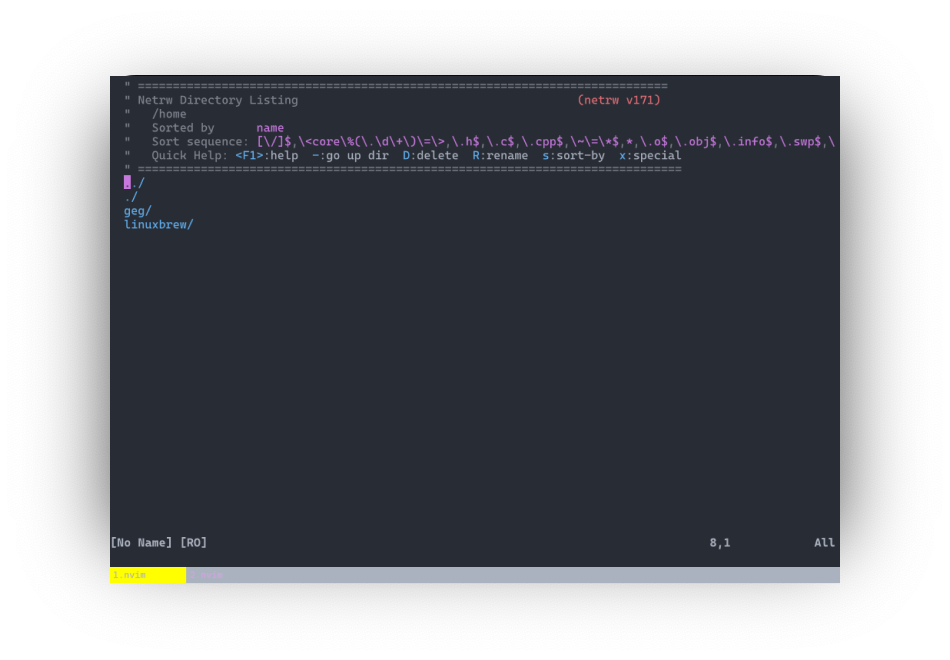 " ============================================================================
" Netrw Directory Listing                                        (netrw v171)
"   /home
"   Sorted by      name
"   Sort sequence: [\/]$,\<core\%(\.\d\+\)\=\>,\.h$,\.c$,\.cpp$,\~\=\*$,*,\.o$,\.obj$,\.info$,\.swp$,\
"   Quick Help: <F1>:help  -:go up dir  D:delete  R:rename  s:sort-by  x:special
" ==============================================================================
../
./
geg/
linuxbrew/
[No Name] [RO]                                                                        8,1            All
1.nvim